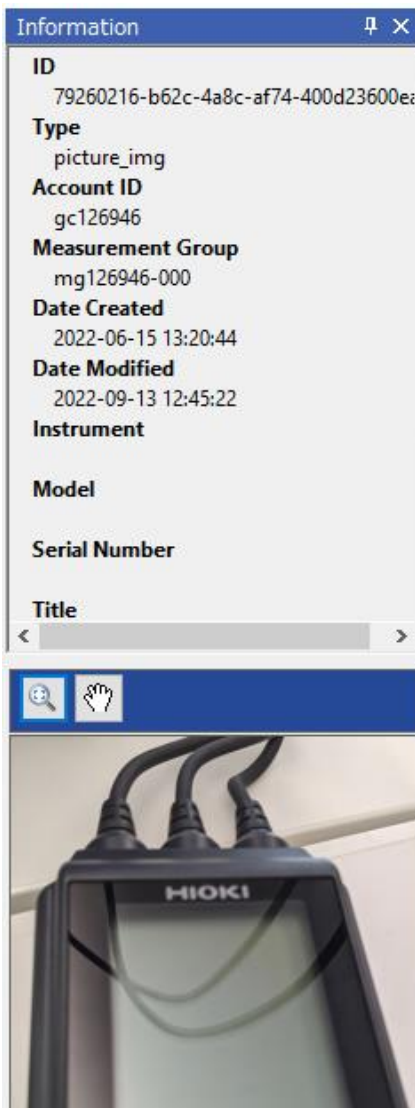 Information
ID
79260216-b62c-4a8c-af74-400d23600ea
Type
picture_img
Account ID
gc126946
Measurement Group
mg126946-000
Date Created
2022-06-15 13:20:44
Date Modified
2022-09-13 12:45:22
Instrument
Model
Serial Number
Title
HIOKI